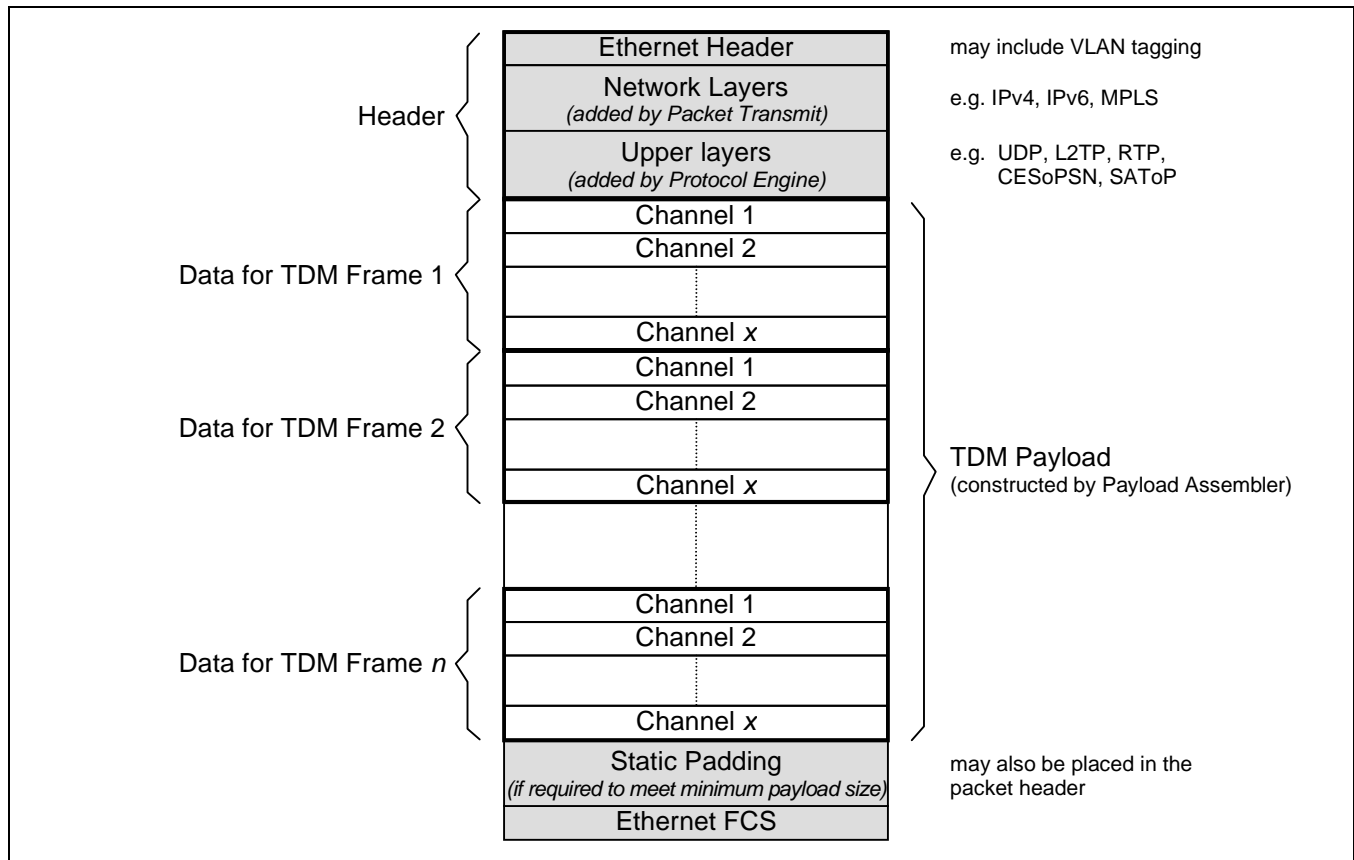 Ethernet Header
may include VLAN tagging
Network Layers
(added by Packet Transmit)
e.g. IPv4, IPv6, MPLS
Header
Upper layers
(added by Protocol Engine)
e.g. UDP, L2TP, RTP,
CESoPSN, SAToP
Channel 1
Channel 2
Data for TDM Frame 1
Channel x
Channel 1
Channel 2
Data for TDM Frame 2
Channel x
TDM Payload
(constructed by Payload Assembler)
Channel 1
Channel 2
Data for TDM Frame n
Channel x
Static Padding
(if required to meet minimum payload size)
may also be placed in the
packet header
Ethernet FCS